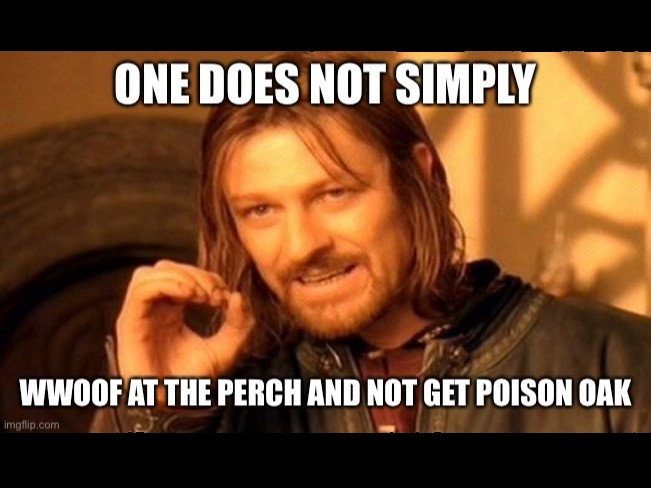 ONE DOES NOT SIMPLY
WWOOF AT THE PERCH AND NOT GET POISON OAK
imgflip.com